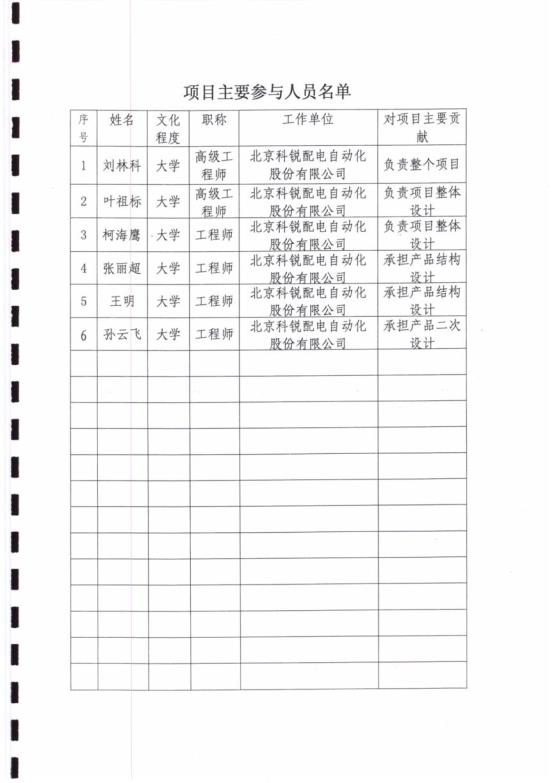 项目主要参与人员名单
序号 姓名 文化程度 职称 工作单位 对项目主要贡献
1 刘林科 大学 高级工程师 北京科锐配电自动化股份有限公司 负责整个项目
2 叶祖标 大学 高级工程师 北京科锐配电自动化股份有限公司 负责项目整体设计
3 柯海鹰 大学 工程师 北京科锐配电自动化股份有限公司 负责项目整体设计
4 张丽超 大学 工程师 北京科锐配电自动化股份有限公司 承担产品结构设计
5 王明 大学 工程师 北京科锐配电自动化股份有限公司 承担产品结构设计
6 孙云飞 大学 工程师 北京科锐配电自动化股份有限公司 承担产品二次设计